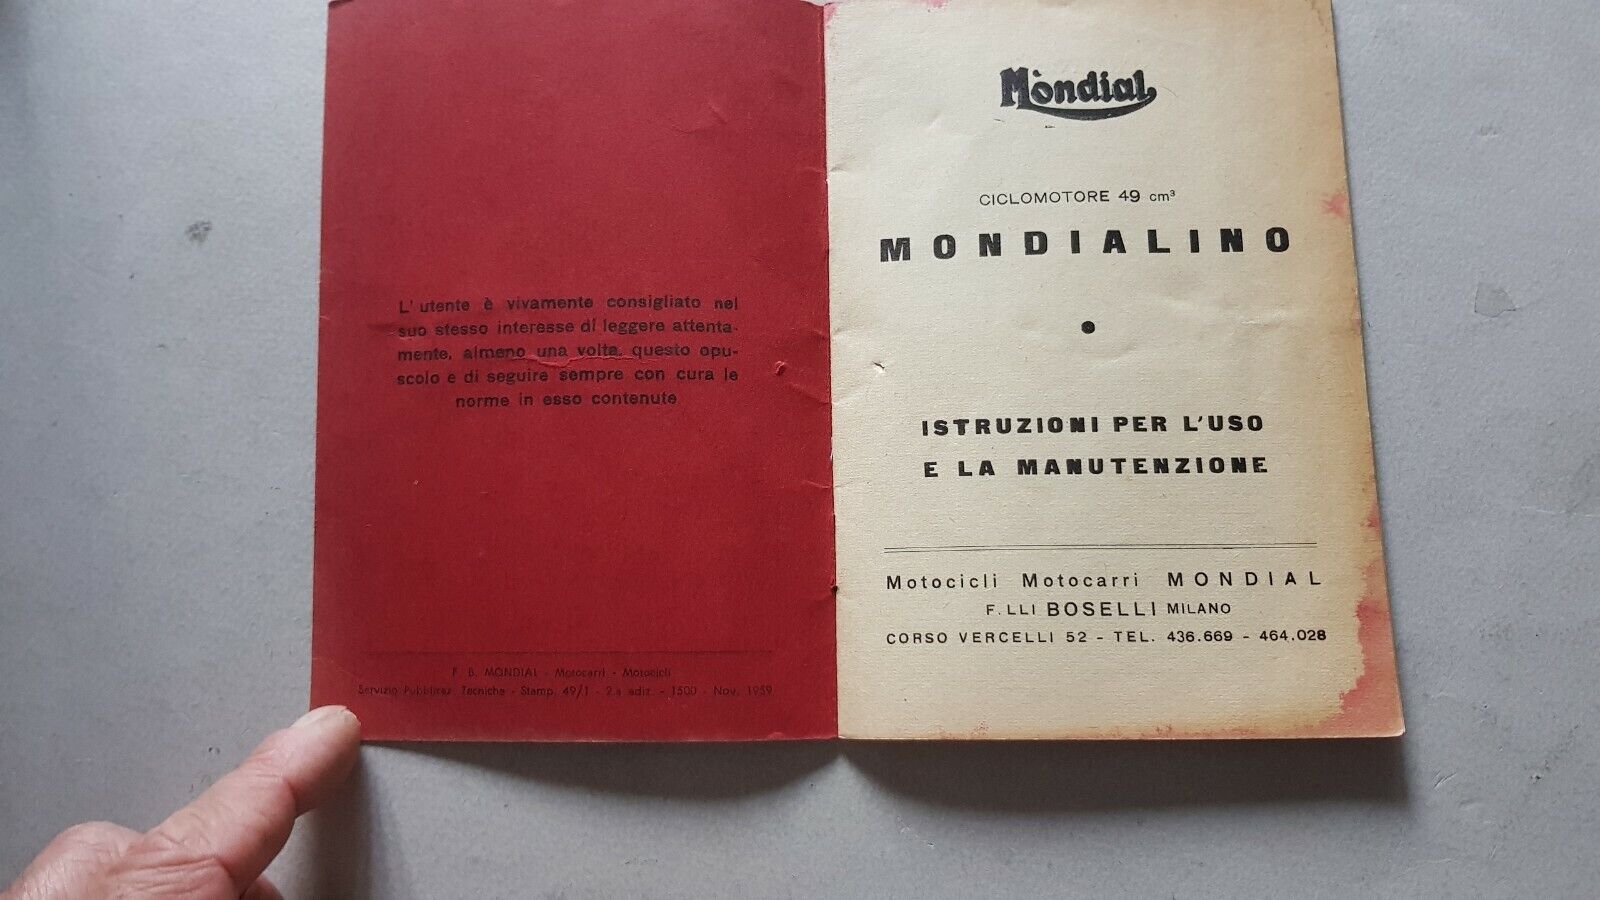 L' utente è vivamente consigliato nel
suo stesso interesse di leggere attenta-
mente, almeno una volta, questo opu-
scolo e di seguire sempre con cura le
norme in esso contenute
F. B. MONDIAL - Motocarri - Motocicli
Servizio Pubblicaz. Tecniche - Stamp. 49/1 - 2.a ediz. - 1500 - Nov. 1959
Mòndial
CICLOMOTORE 49 cm³
MONDIALINO
ISTRUZIONI PER L'USO
E LA MANUTENZIONE
Motocicli Motocarri MONDIAL
F.LLI BOSELLI MILANO
CORSO VERCELLI 52 - TEL. 436.669 - 464.028